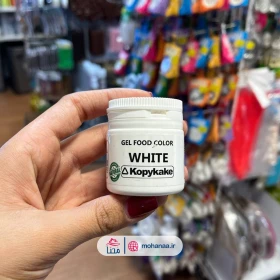 GEL FOOD COLOR
WHITE
Kopykake
mohanaa.ir